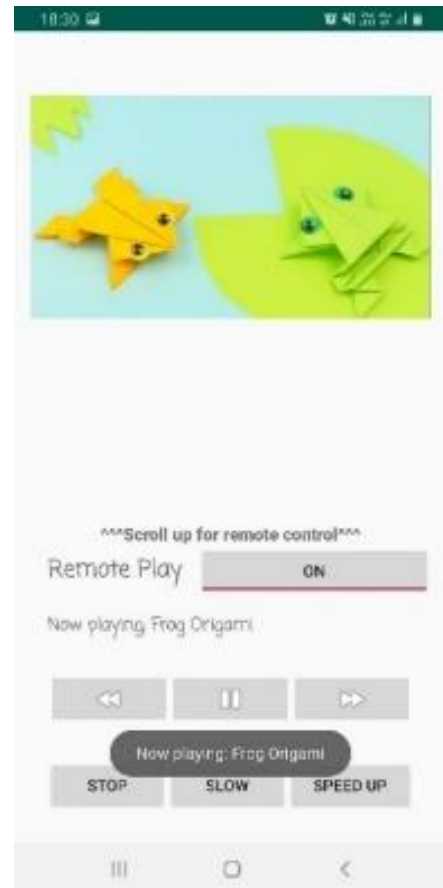 18:30
^^^Scroll up for remote control^^^
Remote Play ON
Now playing: Frog Origami
Now playing: Frog Origami
STOP SLOW SPEED UP